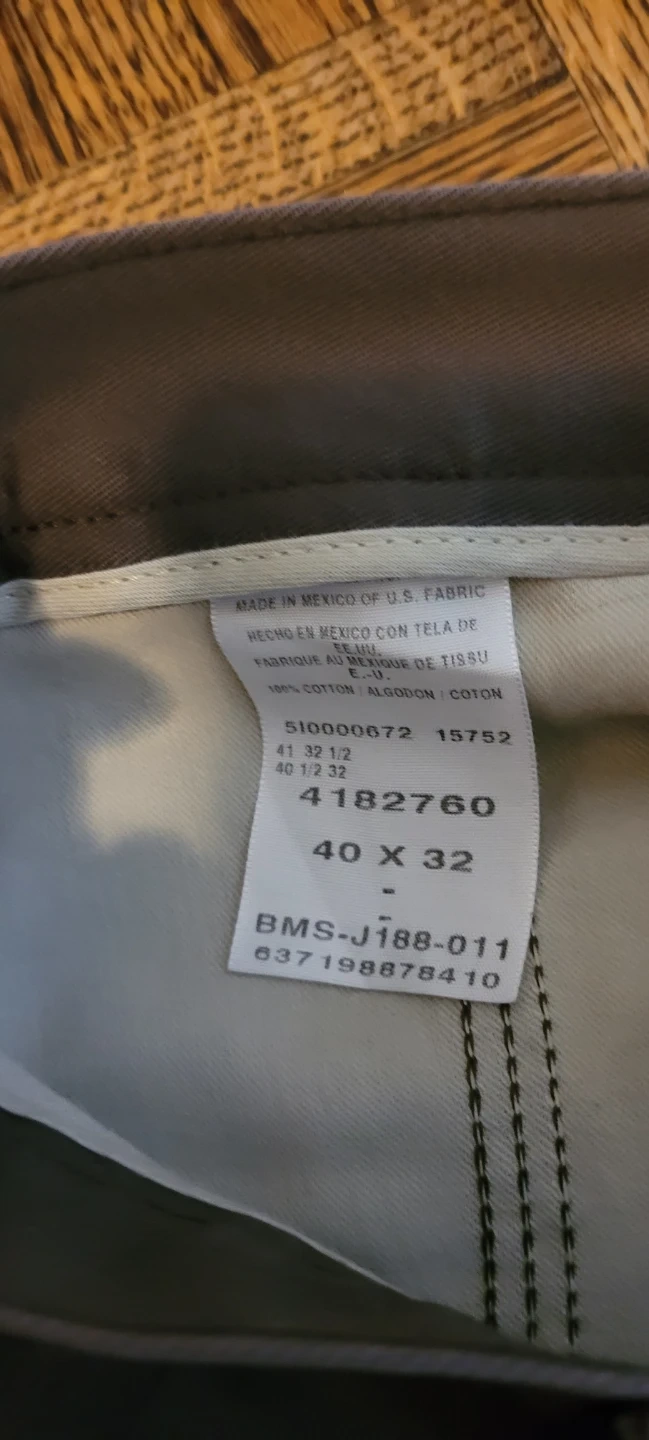 MADE IN MEXICO OF U.S. FABRIC
HECHO EN MEXICO CON TELA DE
EE.UU.
FABRIQUE AU MEXIQUE DE TISSU
E.-U.
100% COTTON / ALGODON / COTON
510000672 15752
41 32 1/2
40 1/2 32
4182760
40 X 32
-
-
BMS-J188-011
637198878410